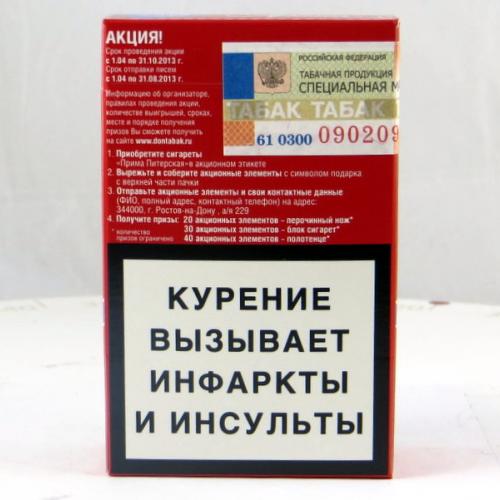 АКЦИЯ!
Срок проведения акции
с 1.04 по 31.10.2013 г.
Срок отправки писем
с 1.04 по 31.08.2013 г.
Информацию об организаторе,
правилах проведения акции,
количестве выигрышей, сроках,
месте и порядке получения
призов Вы сможете получить
на сайте www.dontabak.ru
1. Приобретите сигареты
«Прима Питерская» в акционном этикете
2. Вырежьте и соберите акционные элементы с символом подарка
с верхней части пачки
3. Отправьте акционные элементы и свои контактные данные
(ФИО, полный адрес, контактный телефон) на адрес:
344000, г. Ростов-на-Дону , а/я 229
4. Получите призы: 20 акционных элементов - перочинный нож*
* количество призов ограничено
30 акционных элементов - блок сигарет*
40 акционных элементов - полотенце*
РОССИЙСКАЯ ФЕДЕРАЦИЯ
ТАБАЧНАЯ ПРОДУКЦИЯ
СПЕЦИАЛЬНАЯ М
ТАБАК ТАБАК
61 0300 090209
КУРЕНИЕ
ВЫЗЫВАЕТ
ИНФАРКТЫ
И ИНСУЛЬТЫ